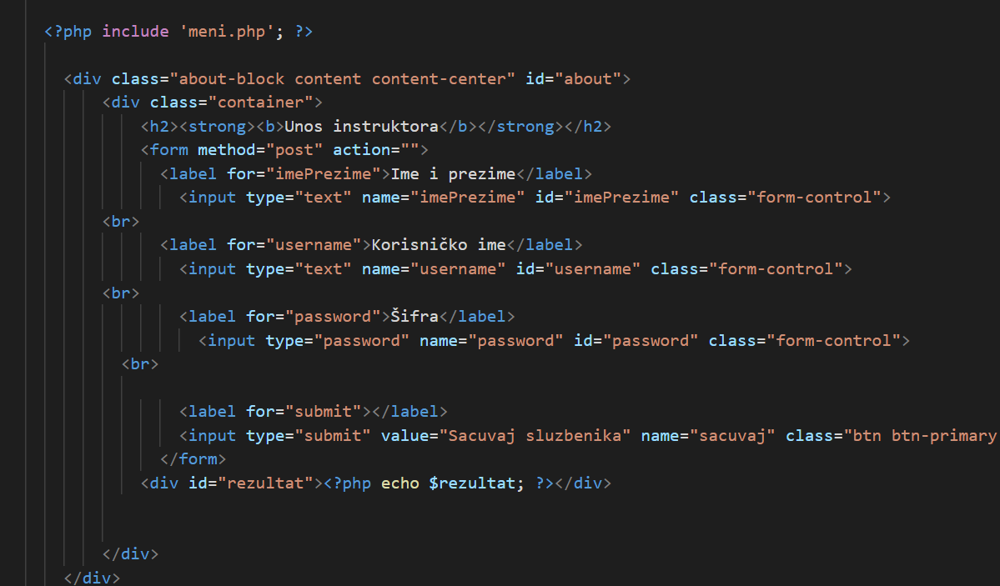 <?php include 'meni.php'; ?>
<div class="about-block content content-center" id="about">
<div class="container">
<h2><strong><b>Unos instruktora</b></strong></h2>
<form method="post" action="">
<label for="imePrezime">Ime i prezime</label>
<input type="text" name="imePrezime" id="imePrezime" class="form-control">
<br>
<label for="username">Korisničko ime</label>
<input type="text" name="username" id="username" class="form-control">
<br>
<label for="password">Šifra</label>
<input type="password" name="password" id="password" class="form-control">
<br>
<label for="submit"></label>
<input type="submit" value="Sacuvaj sluzbenika" name="sacuvaj" class="btn btn-primary
</form>
<div id="rezultat"><?php echo $rezultat; ?></div>
</div>
</div>